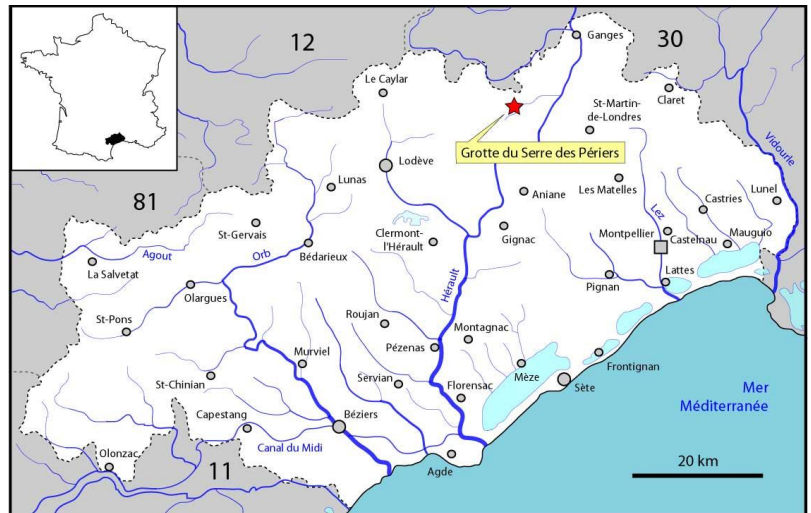 12
30
Ganges
Le Caylar
Claret
St-Martin-
de-Londres
Vidourle
Grotte du Serre des Périers
Lodève
Lunas
Aniane
Les Matelles
Lunel
81
Castries
Lez
St-Gervais
Clermont-
l'Hérault
Gignac
Montpellier
Castelnau
Mauguio
Agout
Orb
Bédarieux
La Salvetat
Hérault
Pignan
Lattes
Olargues
St-Pons
Roujan
Montagnac
Pézenas
Murviel
Frontignan
Mèze
St-Chinian
Servian
Florensac
Sète
Mer
Méditerranée
Capestang
Béziers
Canal du Midi
Olonzac
11
Agde
20 km